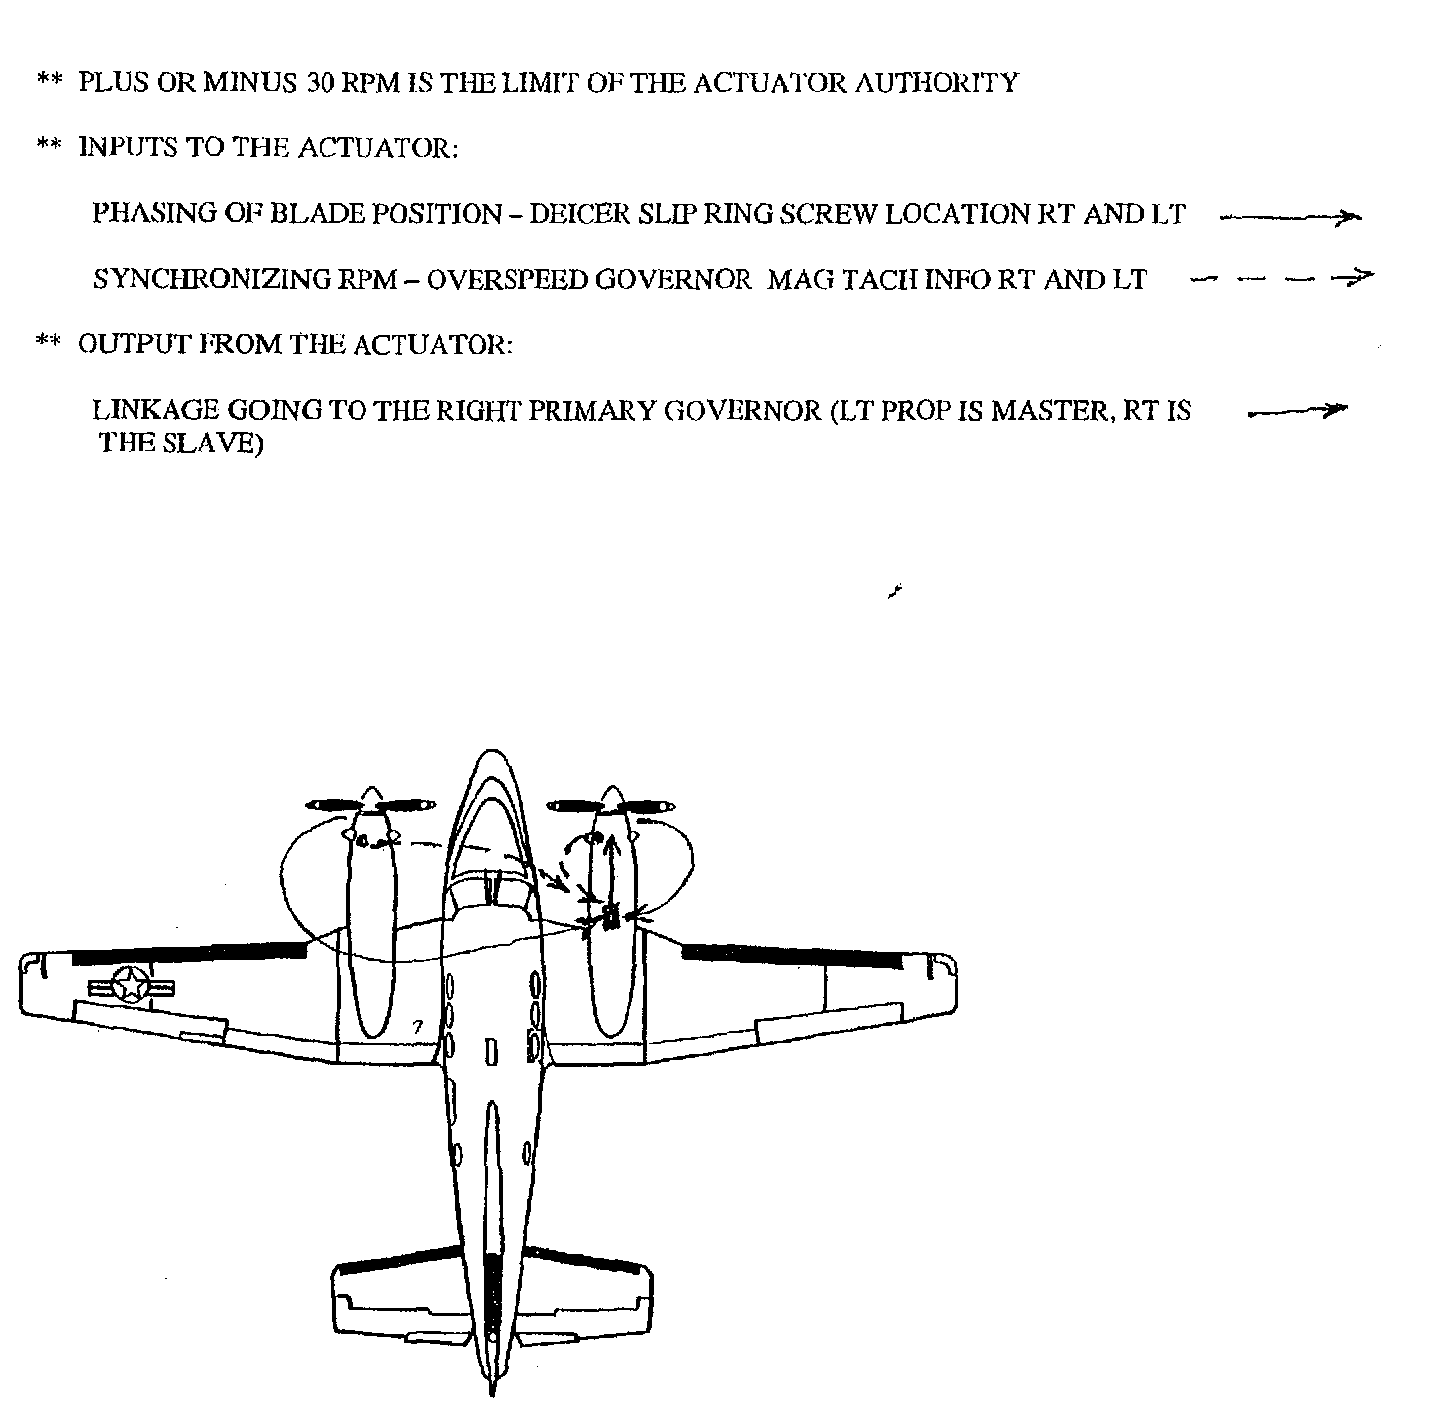 ** PLUS OR MINUS 30 RPM IS THE LIMIT OF THE ACTUATOR AUTHORITY
** INPUTS TO THE ACTUATOR:
PHASING OF BLADE POSITION – DEICER SLIP RING SCREW LOCATION RT AND LT
SYNCHRONIZING RPM – OVERSPEED GOVERNOR MAG TACH INFO RT AND LT
** OUTPUT FROM THE ACTUATOR:
LINKAGE GOING TO THE RIGHT PRIMARY GOVERNOR (LT PROP IS MASTER, RT IS
THE SLAVE)